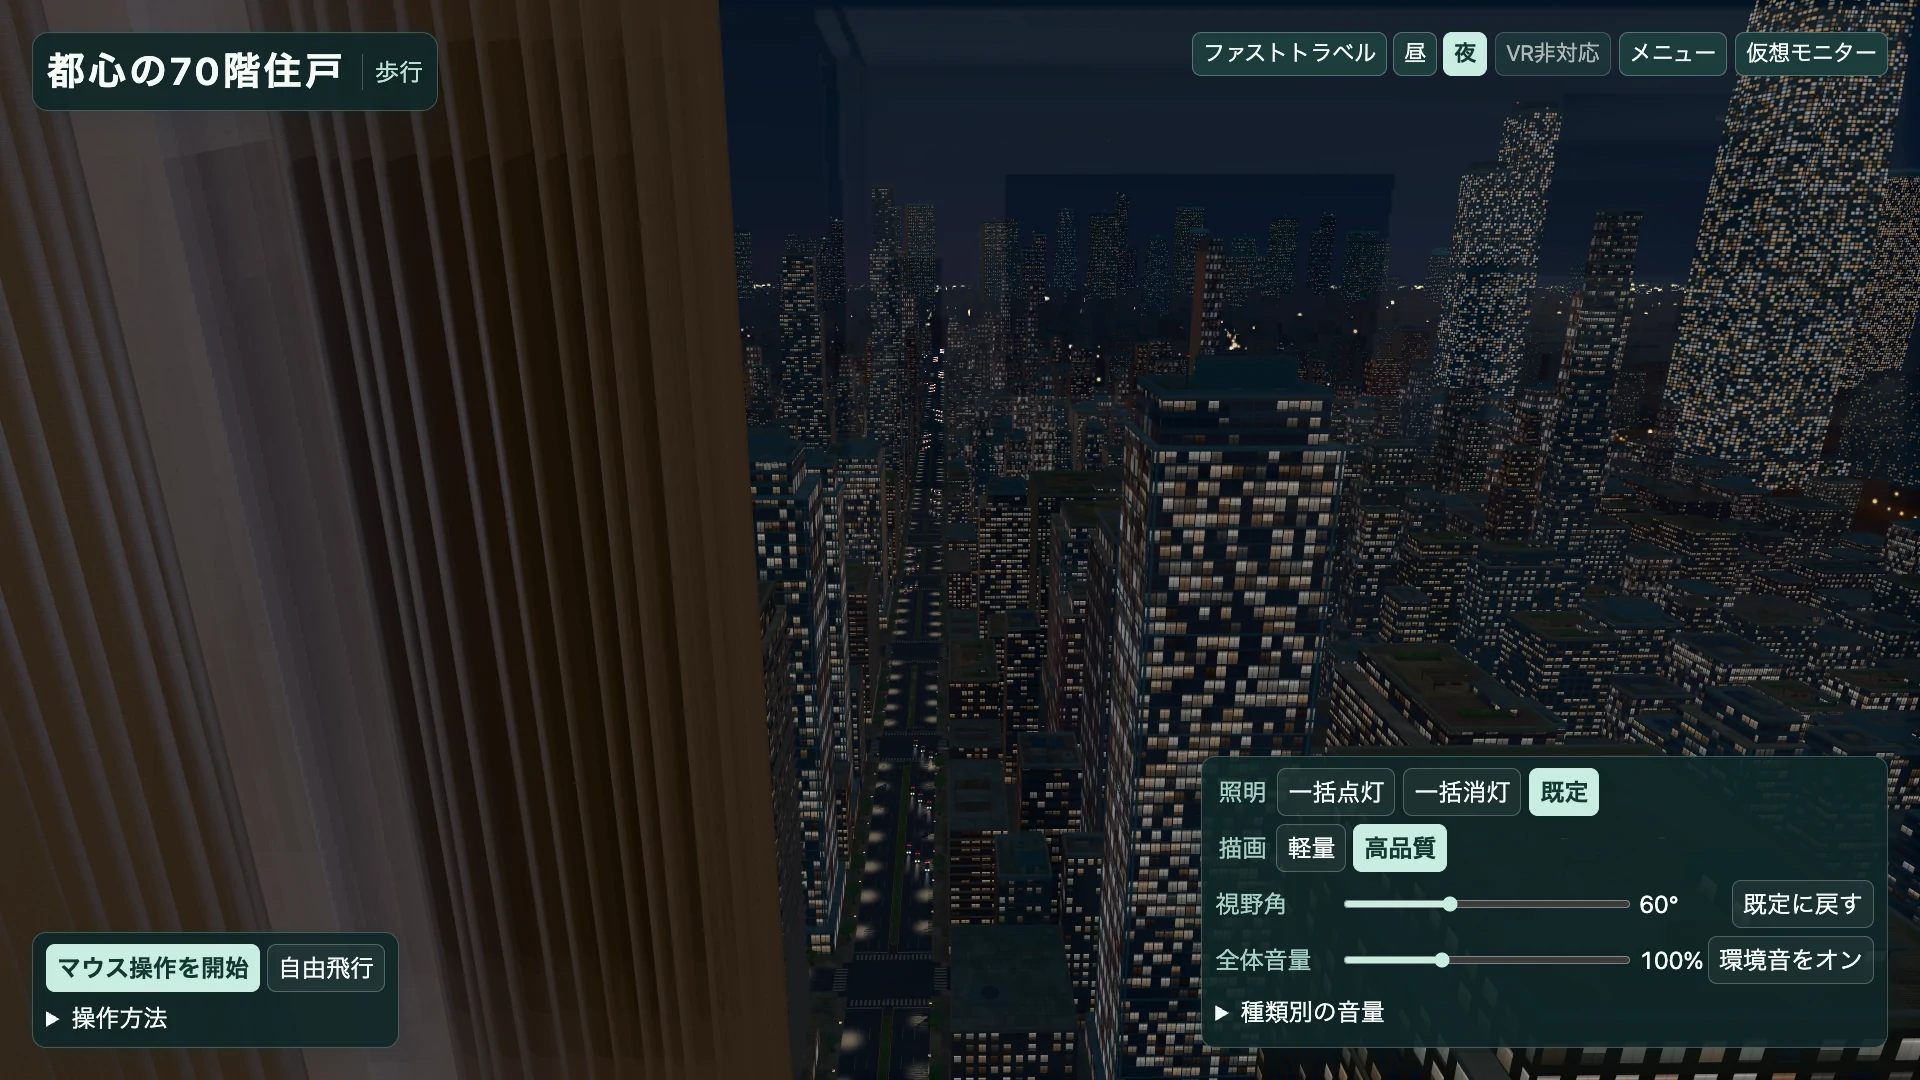 都心の70階住戸 歩行
ファストトラベル 昼 夜 VR非対応 メニュー 仮想モニター
照明 一括点灯 一括消灯 既定
描画 軽量 高品質
視野角 60° 既定に戻す
全体音量 100% 環境音をオン
▶ 種類別の音量
マウス操作を開始 自由飛行
▶ 操作方法